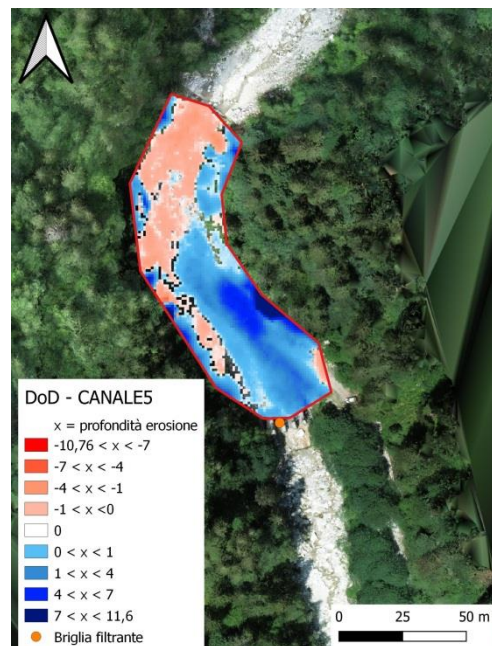 DoD - CANALE5
x = profondità erosione
-10,76 < x < -7
-7 < x < -4
-4 < x < -1
-1 < x <0
0
0 < x < 1
1 < x < 4
4 < x < 7
7 < x < 11,6
Briglia filtrante
0 25 50 m